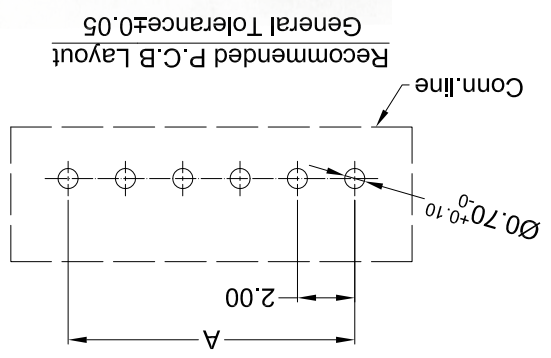 A
2.00
Ø0.70+0.10
-0
Conn.line
Recommended P.C.B Layout
General Tolerance±0.05